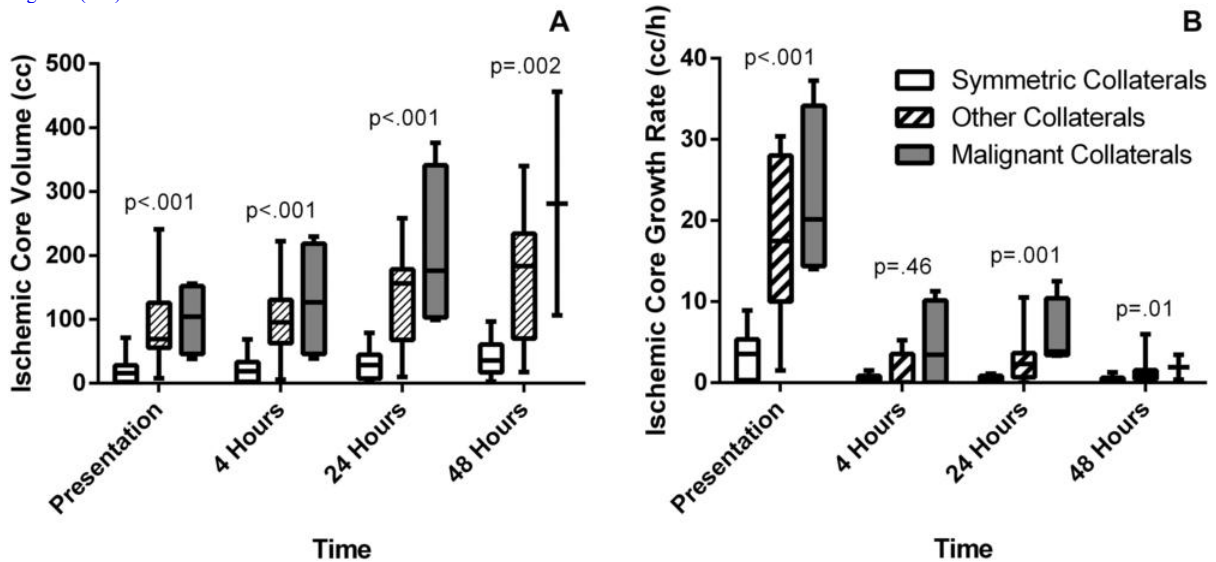 A
Ischemic Core Volume (cc)
500
400
300
200
100
0
p<.001
p<.001
p<.001
p=.002
Presentation
4 Hours
24 Hours
48 Hours
Time
B
Ischemic Core Growth Rate (cc/h)
40
30
20
10
0
p<.001
p=.46
p=.001
p=.01
Symmetric Collaterals
Other Collaterals
Malignant Collaterals
Presentation
4 Hours
24 Hours
48 Hours
Time